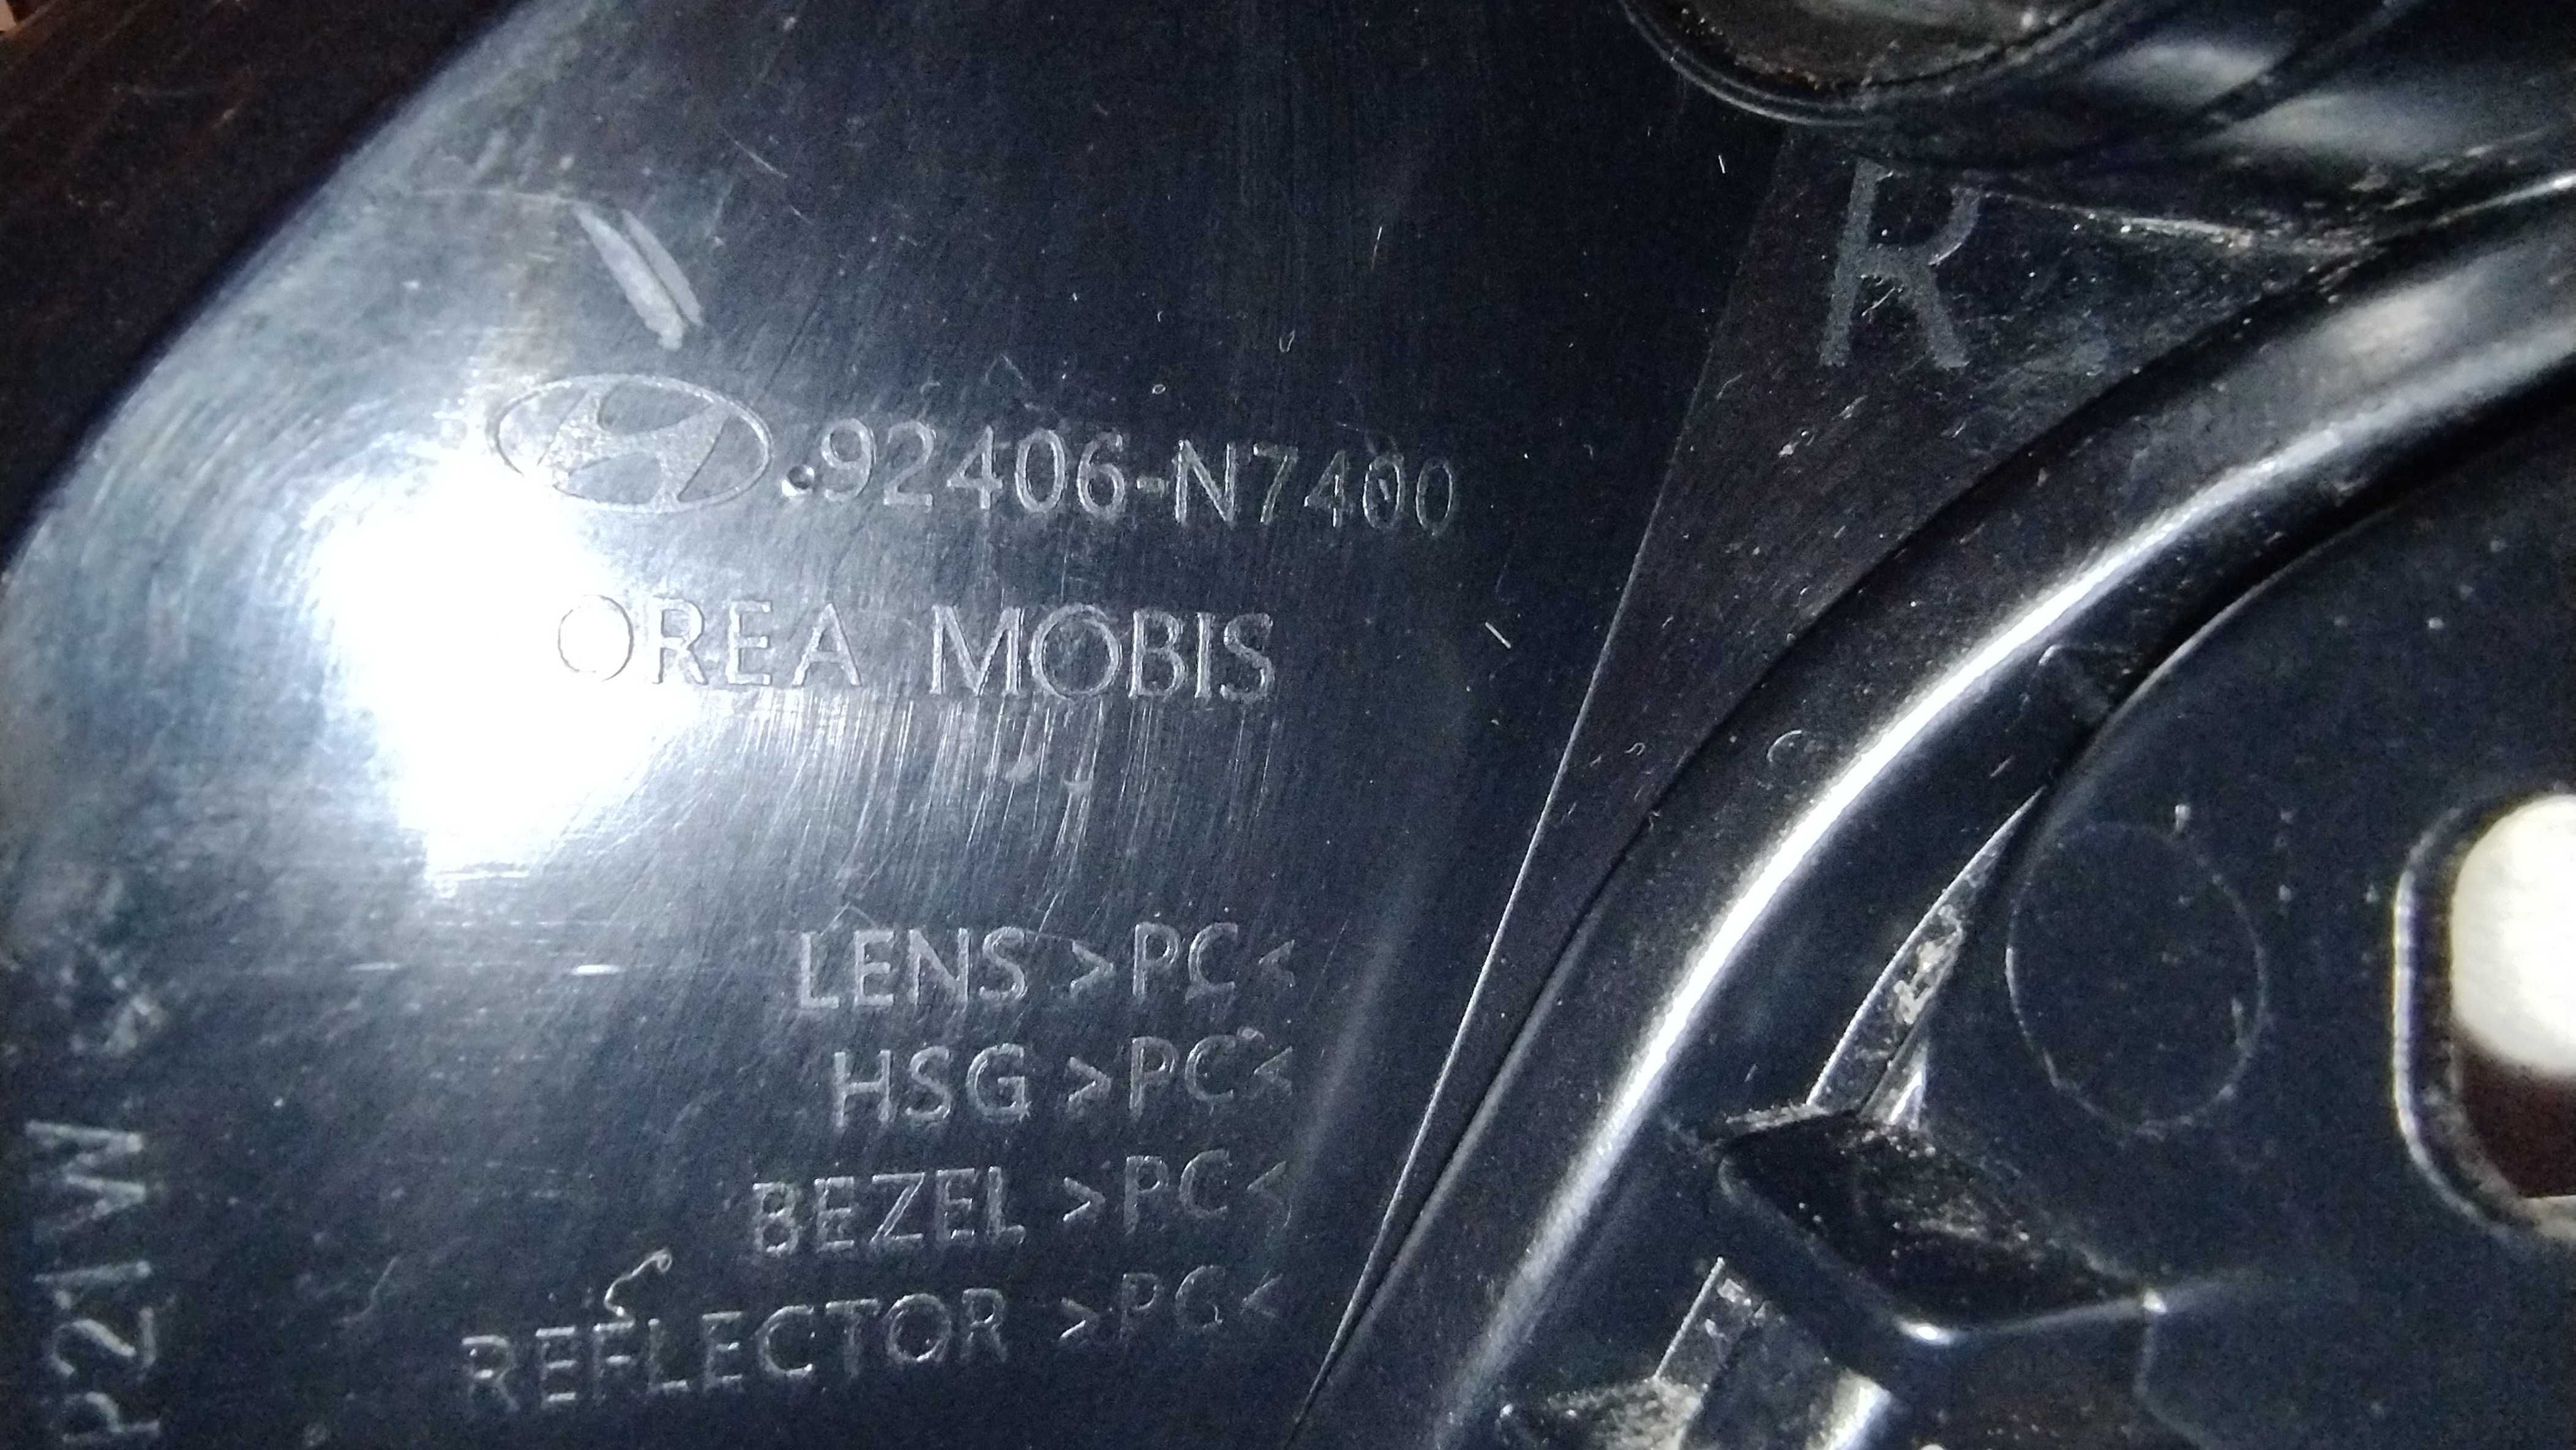 R
92406-N7400
OREA MOBIS
LENS >PC<
HSG >PC<
BEZEL >PC<
REFLECTOR >PC<
P21W